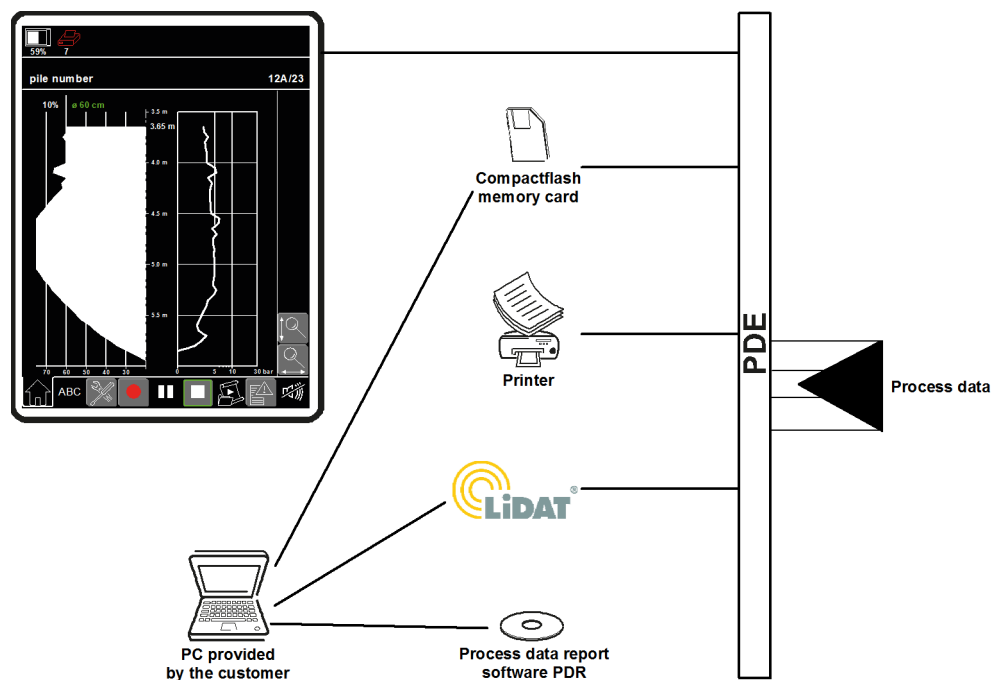 59%
7
pile number
12A/23
10%
ø 60 cm
3.5 m
3.65 m
4.0 m
4.5 m
5.0 m
5.5 m
70 60 50 40 30
0 5 10 30 bar
ABC
Compactflash
memory card
Printer
LiDAT®
PC provided
by the customer
Process data report
software PDR
PDE
Process data